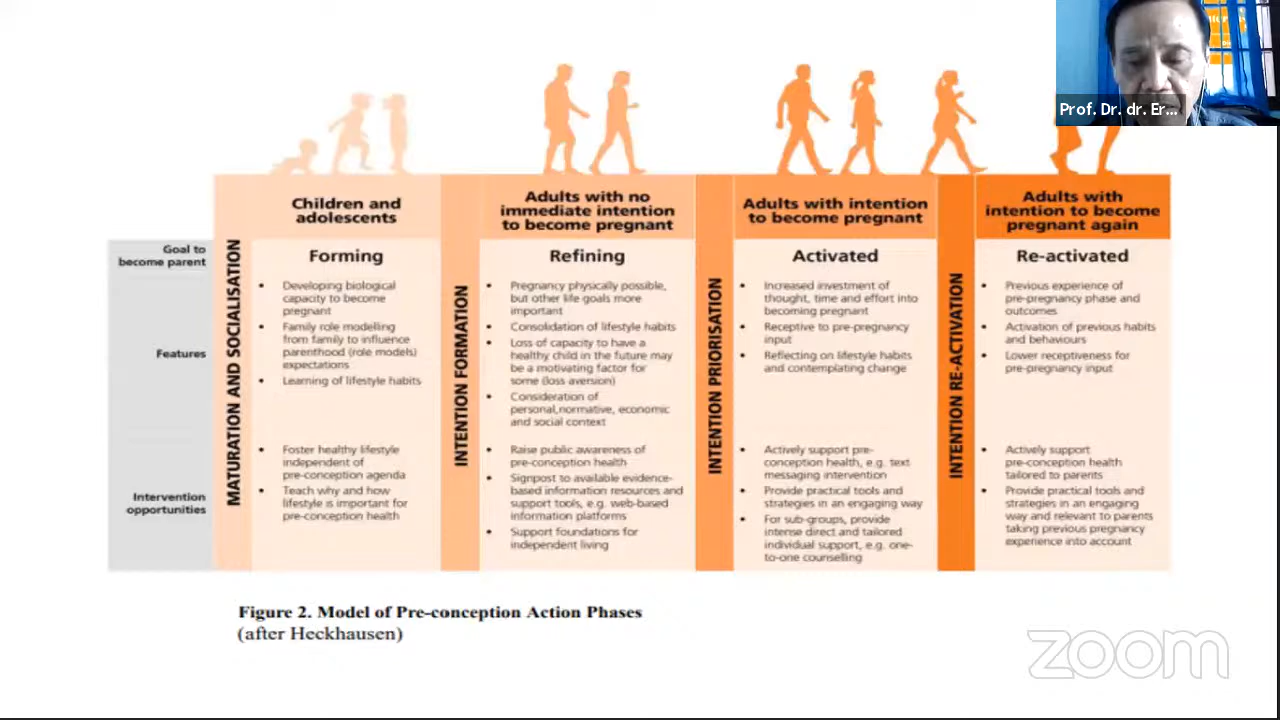 Prof. Dr. dr. Er...
Children and
adolescents
Adults with no
immediate intention
to become pregnant
Adults with intention
to become pregnant
Adults with
intention to become
pregnant again
Goal to
become parent
Forming
Refining
Activated
Re-activated
MATURATION AND SOCIALISATION
INTENTION FORMATION
INTENTION PRIORISATION
INTENTION RE-ACTIVATION
Features
• Developing biological
capacity to become
pregnant
• Family role modelling
from family to influence
parenthood (role models)
expectations
• Learning of lifestyle habits
• Pregnancy physically possible,
but other life goals more
important
• Consolidation of lifestyle habits
• Loss of capacity to have a
healthy child in the future may
be a motivating factor for
some (loss aversion)
• Consideration of
personal,normative, economic
and social context
• Increased investment of
thought, time and effort into
becoming pregnant
• Receptive to pre-pregnancy
input
• Reflecting on lifestyle habits
and contemplating change
• Previous experience of
pre-pregnancy phase and
outcomes
• Activation of previous habits
and behaviours
• Lower receptiveness for
pre-pregnancy input
Intervention
opportunities
• Foster healthy lifestyle
independent of
pre-conception agenda
• Teach why and how
lifestyle is important for
pre-conception health
• Raise public awareness of
pre-conception health
• Signpost to available evidence-
based information resources and
support tools, e.g. web-based
information platforms
• Support foundations for
independent living
• Actively support pre-
conception health, e.g. text
messaging intervention
• Provide practical tools and
strategies in an engaging way
• For sub-groups, provide
intense direct and tailored
individual support, e.g. one-
to-one counselling
• Actively support
pre-conception health
tailored to parents
• Provide practical tools and
strategies in an engaging
way and relevant to parents
taking previous pregnancy
experience into account
Figure 2. Model of Pre-conception Action Phases
(after Heckhausen)
zoom